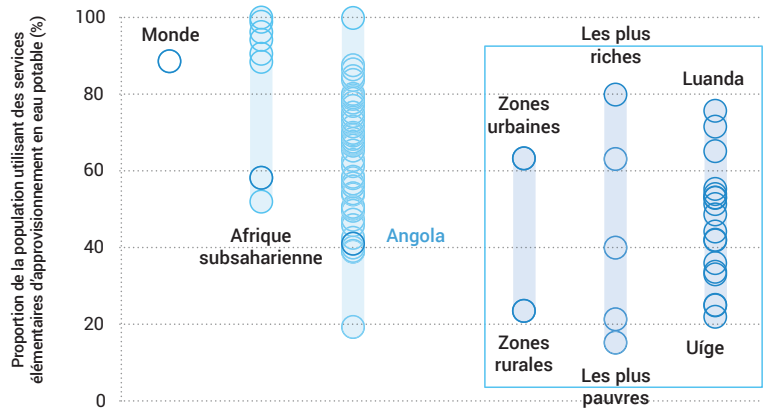 Proportion de la population utilisant des services
élémentaires d'approvisionnement en eau potable (%)
100
80
60
40
20
0
Monde
Afrique
subsaharienne
Angola
Zones
urbaines
Zones
rurales
Les plus
riches
Les plus
pauvres
Luanda
Uíge